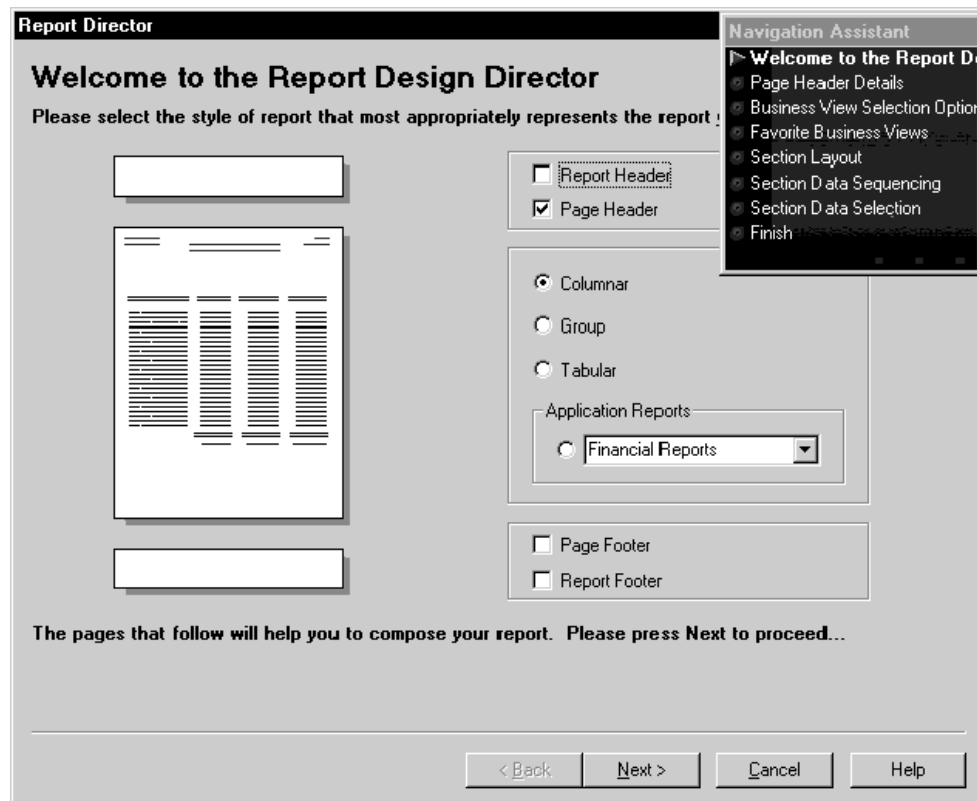 Report Director
Welcome to the Report Design Director
Please select the style of report that most appropriately represents the report
Report Header
Page Header
Columnar
Group
Tabular
Application Reports
Financial Reports
Page Footer
Report Footer
The pages that follow will help you to compose your report. Please press Next to proceed...
< Back
Next >
Cancel
Help
Navigation Assistant
Welcome to the Report De
Page Header Details
Business View Selection Option
Favorite Business Views
Section Layout
Section Data Sequencing
Section Data Selection
Finish